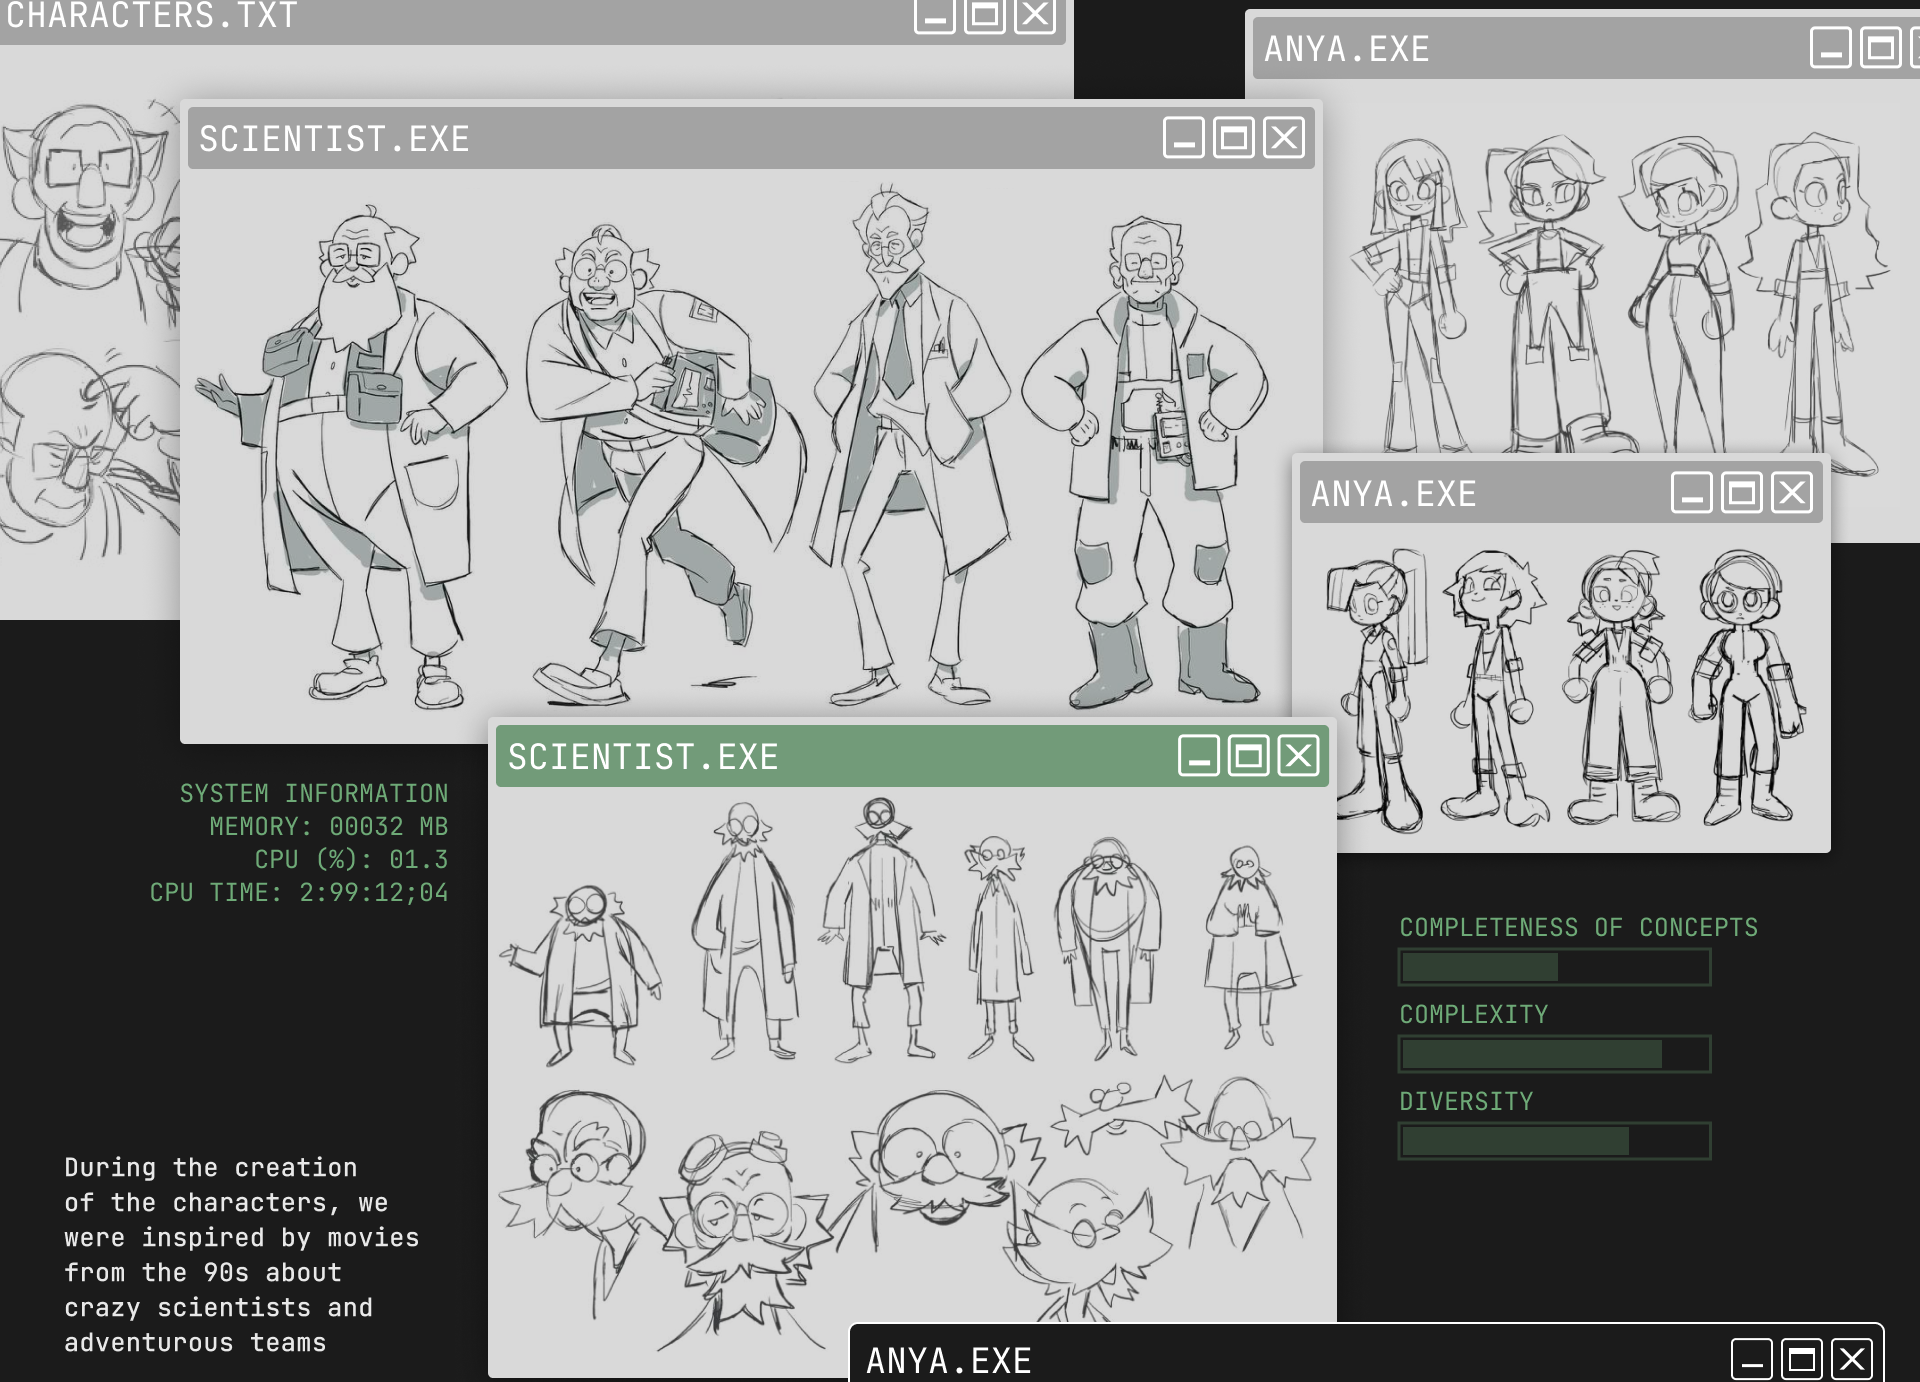 CHARACTERS.TXT
ANYA.EXE
SCIENTIST.EXE
ANYA.EXE
SCIENTIST.EXE
SYSTEM INFORMATION
MEMORY: 00032 MB
CPU (%): 01.3
CPU TIME: 2:99:12;04
COMPLETENESS OF CONCEPTS
COMPLEXITY
DIVERSITY
During the creation
of the characters, we
were inspired by movies
from the 90s about
crazy scientists and
adventurous teams
ANYA.EXE